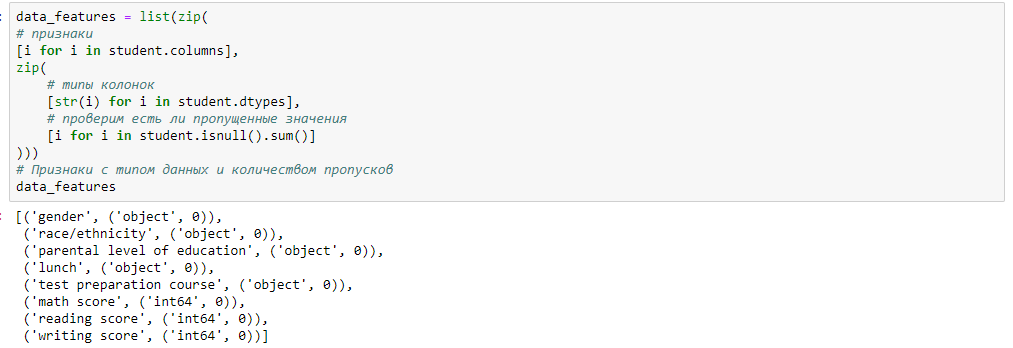 data_features = list(zip(
# признаки
[i for i in student.columns],
zip(
    # типы колонок
    [str(i) for i in student.dtypes],
    # проверим есть ли пропущенные значения
    [i for i in student.isnull().sum()]
)))
# Признаки с типом данных и количеством пропусков
data_features
[('gender', ('object', 0)),
 ('race/ethnicity', ('object', 0)),
 ('parental level of education', ('object', 0)),
 ('lunch', ('object', 0)),
 ('test preparation course', ('object', 0)),
 ('math score', ('int64', 0)),
 ('reading score', ('int64', 0)),
 ('writing score', ('int64', 0))]